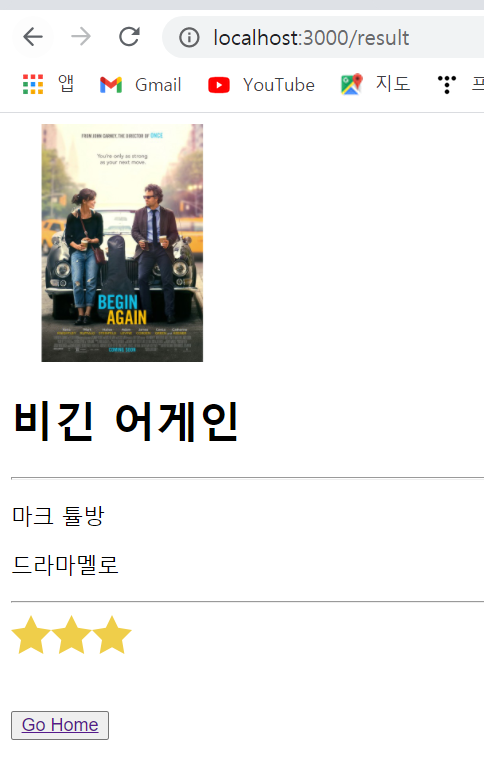 localhost:3000/result
앱 Gmail YouTube 지도
FROM JOHN CARNEY, THE DIRECTOR OF ONCE
You're only as strong
as your next move.
BEGIN
AGAIN
COMING SOON
비긴 어게인
마크 튤방
드라마멜로
Go Home